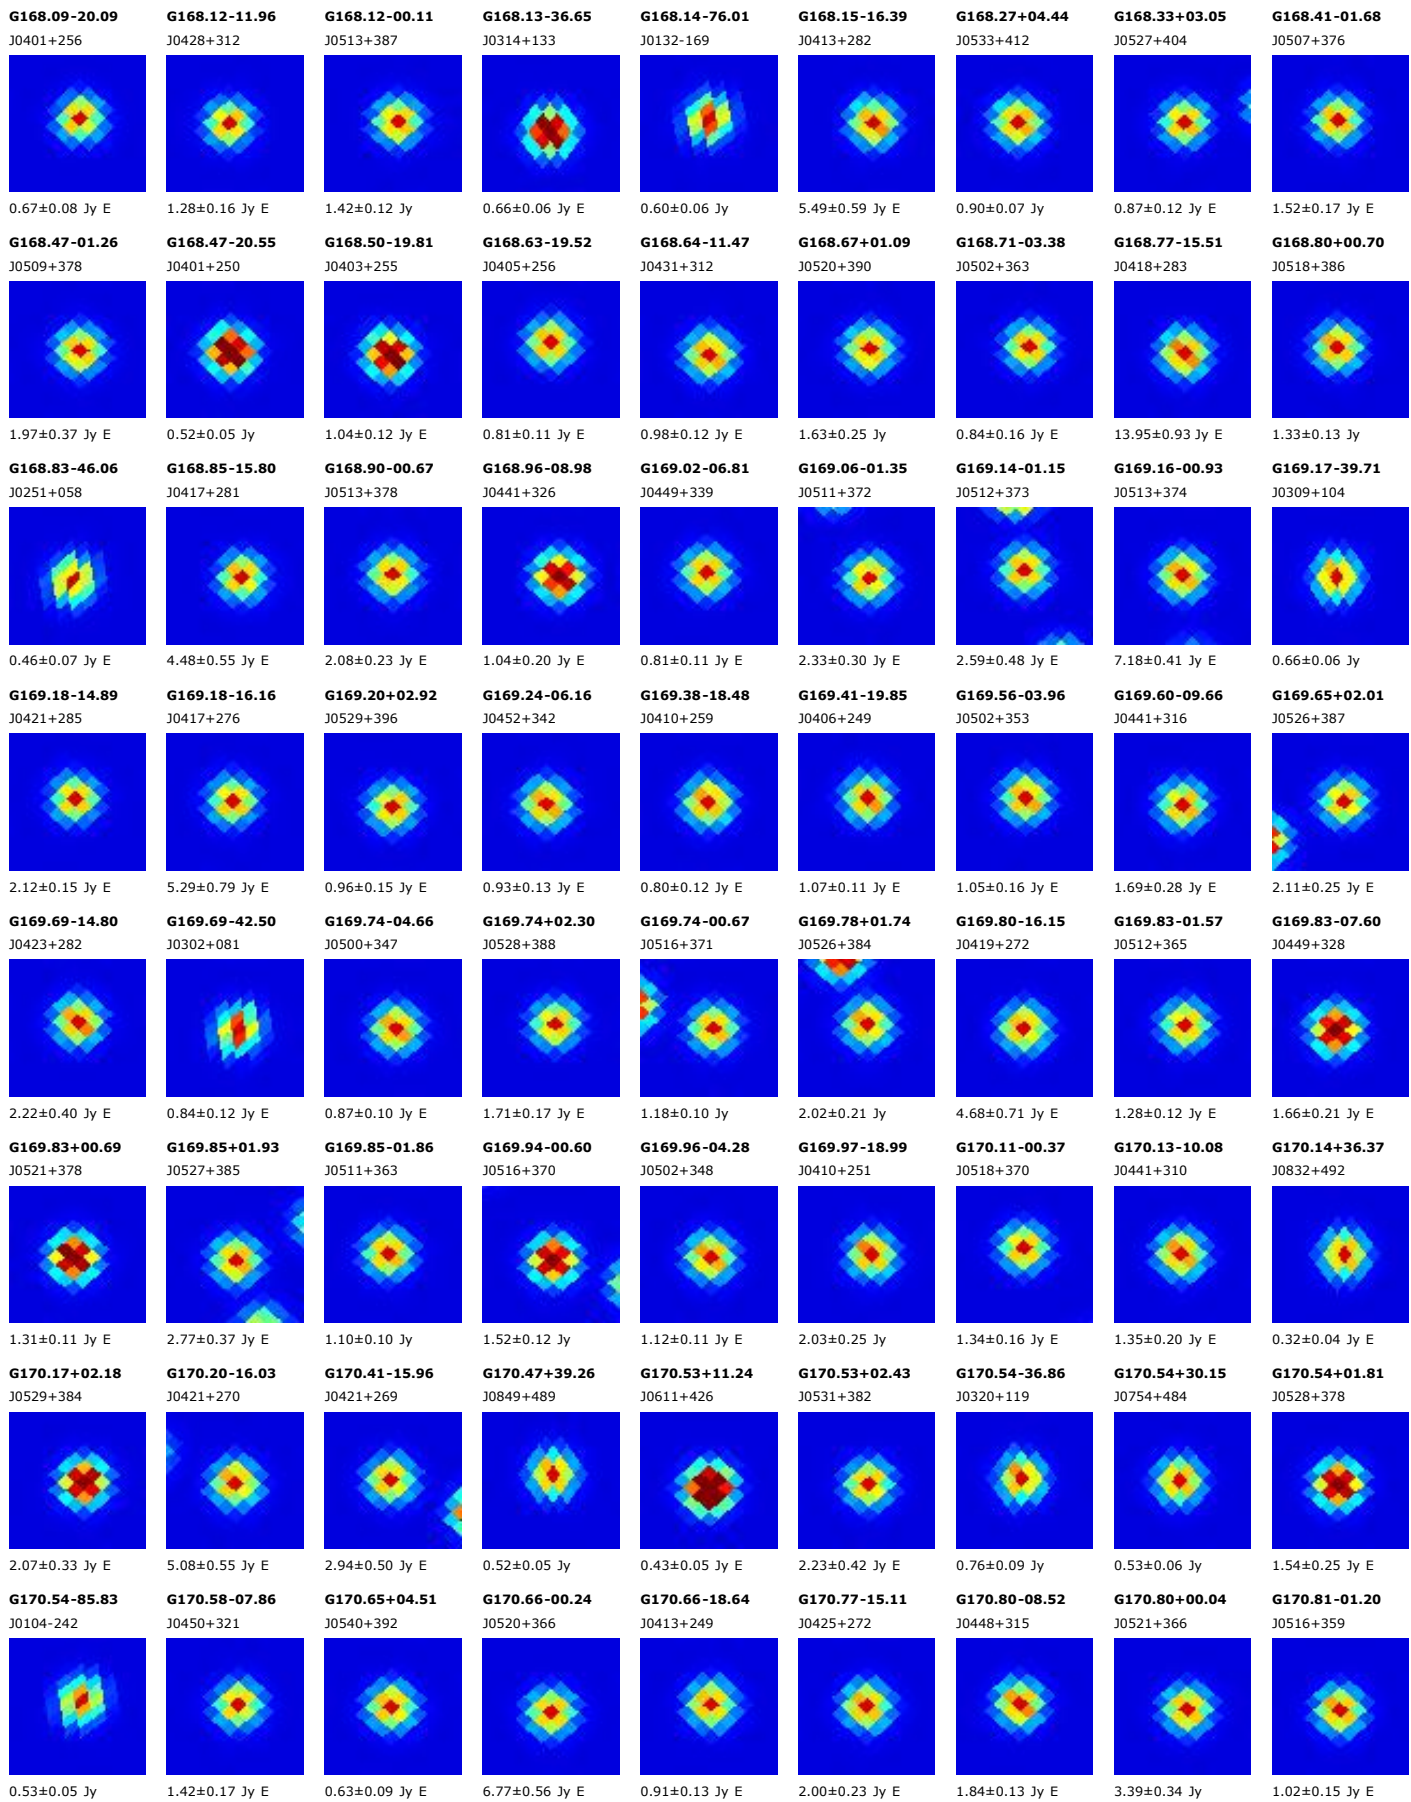 G168.09-20.09 G168.12-11.96 G168.12-00.11 G168.13-36.65 G168.14-76.01 G168.15-16.39 G168.27+04.44 G168.33+03.05 G168.41-01.68
J0401+256 J0428+312 J0513+387 J0314+133 J0132-169 J0413+282 J0533+412 J0527+404 J0507+376
0.67±0.08 Jy E 1.28±0.16 Jy E 1.42±0.12 Jy 0.66±0.06 Jy E 0.60±0.06 Jy 5.49±0.59 Jy E 0.90±0.07 Jy 0.87±0.12 Jy E 1.52±0.17 Jy E
G168.47-01.26 G168.47-20.55 G168.50-19.81 G168.63-19.52 G168.64-11.47 G168.67+01.09 G168.71-03.38 G168.77-15.51 G168.80+00.70
J0509+378 J0401+250 J0403+255 J0405+256 J0431+312 J0520+390 J0502+363 J0418+283 J0518+386
1.97±0.37 Jy E 0.52±0.05 Jy 1.04±0.12 Jy E 0.81±0.11 Jy E 0.98±0.12 Jy E 1.63±0.25 Jy 0.84±0.16 Jy E 13.95±0.93 Jy E 1.33±0.13 Jy
G168.83-46.06 G168.85-15.80 G168.90-00.67 G168.96-08.98 G169.02-06.81 G169.06-01.35 G169.14-01.15 G169.16-00.93 G169.17-39.71
J0251+058 J0417+281 J0513+378 J0441+326 J0449+339 J0511+372 J0512+373 J0513+374 J0309+104
0.46±0.07 Jy E 4.48±0.55 Jy E 2.08±0.23 Jy E 1.04±0.20 Jy E 0.81±0.11 Jy E 2.33±0.30 Jy E 2.59±0.48 Jy E 7.18±0.41 Jy E 0.66±0.06 Jy
G169.18-14.89 G169.18-16.16 G169.20+02.92 G169.24-06.16 G169.38-18.48 G169.41-19.85 G169.56-03.96 G169.60-09.66 G169.65+02.01
J0421+285 J0417+276 J0529+396 J0452+342 J0410+259 J0406+249 J0502+353 J0441+316 J0526+387
2.12±0.15 Jy E 5.29±0.79 Jy E 0.96±0.15 Jy E 0.93±0.13 Jy E 0.80±0.12 Jy E 1.07±0.11 Jy E 1.05±0.16 Jy E 1.69±0.28 Jy E 2.11±0.25 Jy E
G169.69-14.80 G169.69-42.50 G169.74-04.66 G169.74+02.30 G169.74-00.67 G169.78+01.74 G169.80-16.15 G169.83-01.57 G169.83-07.60
J0423+282 J0302+081 J0500+347 J0528+388 J0516+371 J0526+384 J0419+272 J0512+365 J0449+328
2.22±0.40 Jy E 0.84±0.12 Jy E 0.87±0.10 Jy E 1.71±0.17 Jy E 1.18±0.10 Jy 2.02±0.21 Jy 4.68±0.71 Jy E 1.28±0.12 Jy E 1.66±0.21 Jy E
G169.83+00.69 G169.85+01.93 G169.85-01.86 G169.94-00.60 G169.96-04.28 G169.97-18.99 G170.11-00.37 G170.13-10.08 G170.14+36.37
J0521+378 J0527+385 J0511+363 J0516+370 J0502+348 J0410+251 J0518+370 J0441+310 J0832+492
1.31±0.11 Jy E 2.77±0.37 Jy E 1.10±0.10 Jy 1.52±0.12 Jy 1.12±0.11 Jy E 2.03±0.25 Jy 1.34±0.16 Jy E 1.35±0.20 Jy E 0.32±0.04 Jy E
G170.17+02.18 G170.20-16.03 G170.41-15.96 G170.47+39.26 G170.53+11.24 G170.53+02.43 G170.54-36.86 G170.54+30.15 G170.54+01.81
J0529+384 J0421+270 J0421+269 J0849+489 J0611+426 J0531+382 J0320+119 J0754+484 J0528+378
2.07±0.33 Jy E 5.08±0.55 Jy E 2.94±0.50 Jy E 0.52±0.05 Jy 0.43±0.05 Jy E 2.23±0.42 Jy E 0.76±0.09 Jy 0.53±0.06 Jy 1.54±0.25 Jy E
G170.54-85.83 G170.58-07.86 G170.65+04.51 G170.66-00.24 G170.66-18.64 G170.77-15.11 G170.80-08.52 G170.80+00.04 G170.81-01.20
J0104-242 J0450+321 J0540+392 J0520+366 J0413+249 J0425+272 J0448+315 J0521+366 J0516+359
0.53±0.05 Jy 1.42±0.17 Jy E 0.63±0.09 Jy E 6.77±0.56 Jy E 0.91±0.13 Jy E 2.00±0.23 Jy E 1.84±0.13 Jy E 3.39±0.34 Jy 1.02±0.15 Jy E